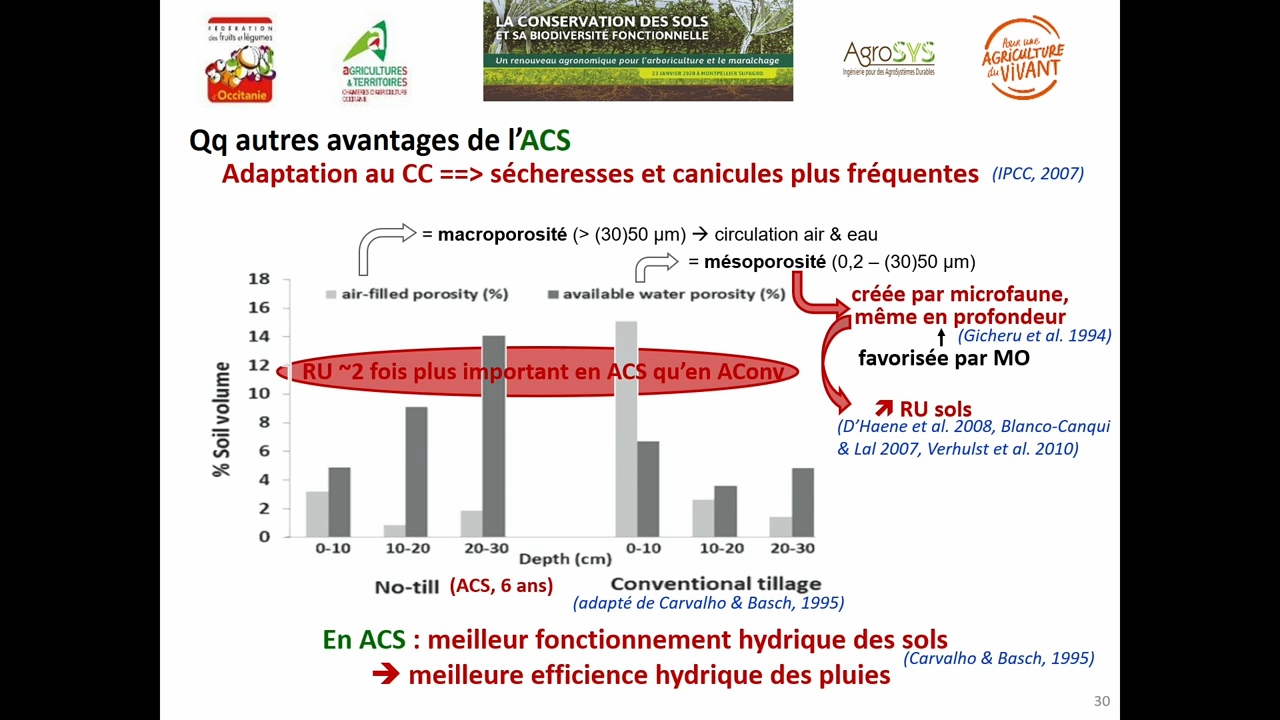 FÉDÉRATION
des fruits et légumes
d'Occitanie
AGRICULTURES
& TERRITOIRES
CHAMBRES D'AGRICULTURE
OCCITANIE
LA CONSERVATION DES SOLS
ET SA BIODIVERSITÉ FONCTIONNELLE
Un renouveau agronomique pour l'arboriculture et le maraîchage
23 JANVIER 2020 À MONTPELLIER SUPAGRO
AgroSYS
Ingénierie pour des AgroSystèmes Durables
Pour une
AGRICULTURE
du VIVANT
Qq autres avantages de l'ACS
Adaptation au CC ==> sécheresses et canicules plus fréquentes (IPCC, 2007)
= macroporosité (> (30)50 µm) → circulation air & eau
= mésoporosité (0,2 – (30)50 µm)
air-filled porosity (%) available water porosity (%)
créée par microfaune,
même en profondeur
(Gicheru et al. 1994)
favorisée par MO
RU sols
(D'Haene et al. 2008, Blanco-Canqui
& Lal 2007, Verhulst et al. 2010)
% Soil volume
18
16
14
12
10
8
6
4
2
0
RU ~2 fois plus important en ACS qu'en AConv
0-10 10-20 20-30 0-10 10-20 20-30
Depth (cm)
No-till (ACS, 6 ans) Conventional tillage
(adapté de Carvalho & Basch, 1995)
En ACS : meilleur fonctionnement hydrique des sols
(Carvalho & Basch, 1995)
➔ meilleure efficience hydrique des pluies
30